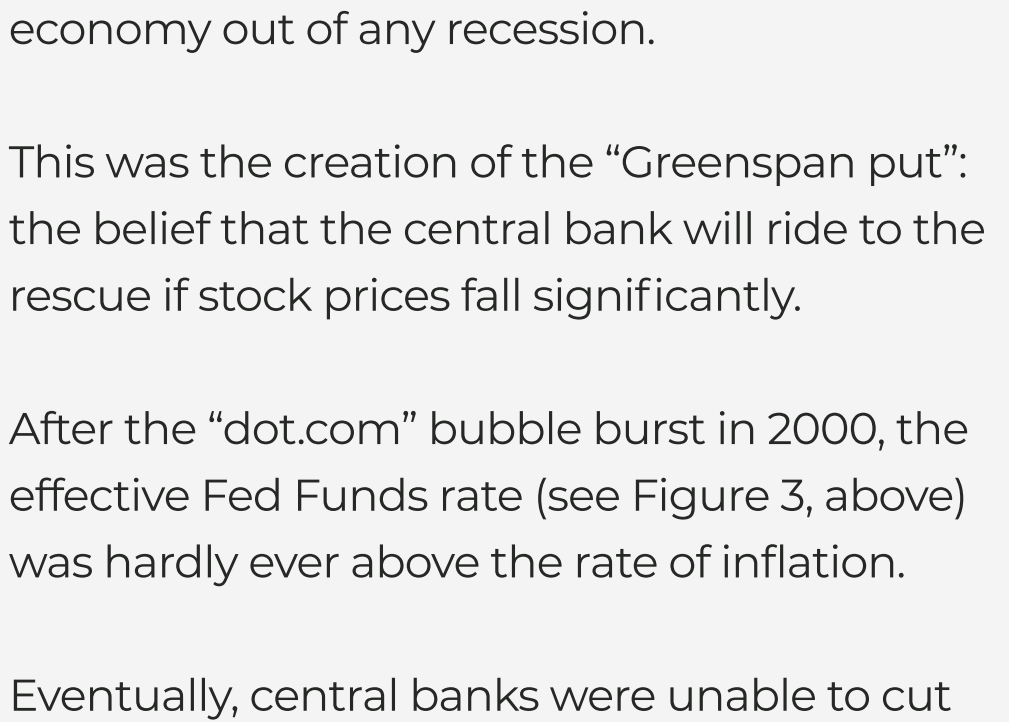 economy out of any recession.
This was the creation of the “Greenspan put”:
the belief that the central bank will ride to the
rescue if stock prices fall significantly.
After the “dot.com” bubble burst in 2000, the
effective Fed Funds rate (see Figure 3, above)
was hardly ever above the rate of inflation.
Eventually, central banks were unable to cut